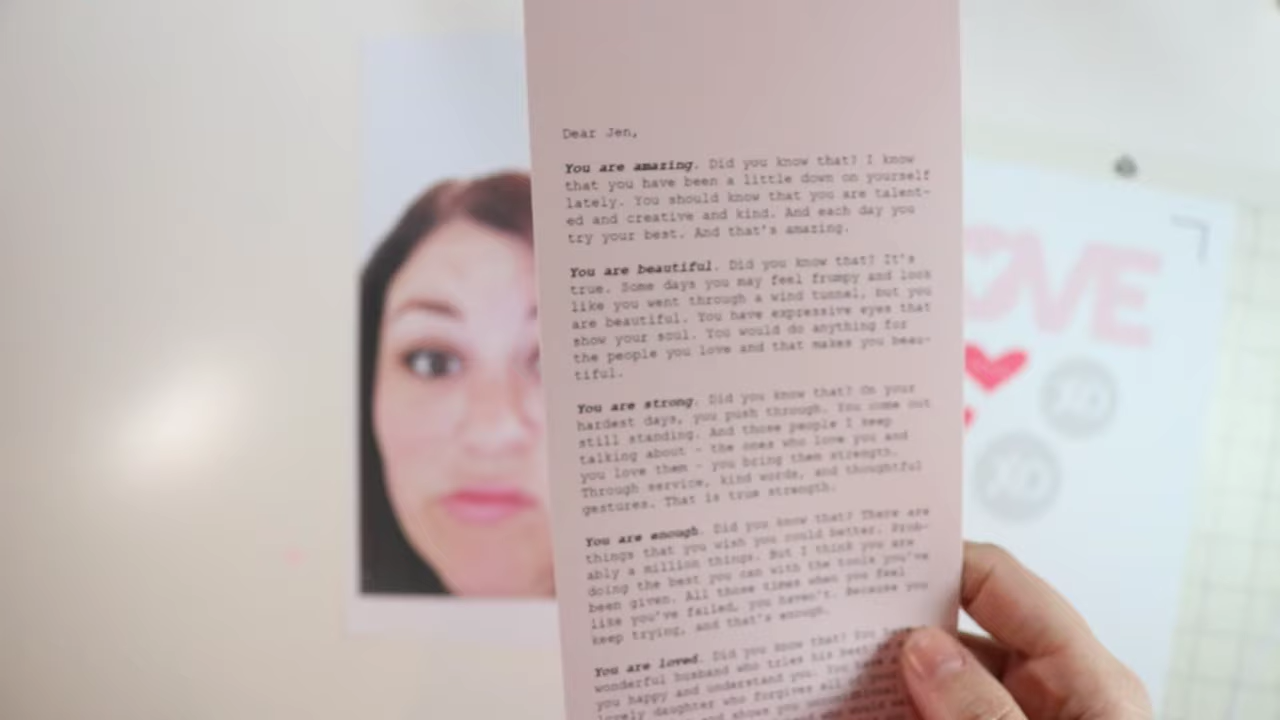 Dear Jen,
You are amazing. Did you know that? I know
that you have been a little down on yourself
lately. You should know that you are talent-
ed and creative and kind. And each day you
try your best. And that's amazing.
You are beautiful. Did you know that? It's
true. Some days you may feel frumpy and look
like you went through a wind tunnel, but you
are beautiful. You have expressive eyes that
show your soul. You would do anything for
the people you love and that makes you beau-
tiful.
You are strong. Did you know that? On your
hardest days, you push through. You come out
still standing. And those people I keep
talking about - the ones who love you and
you love them - you bring them strength.
Through service, kind words, and thoughtful
gestures. That is true strength.
You are enough. Did you know that? There are
things that you wish you could better. Prob-
ably a million things. But I think you are
doing the best you can with the tools you've
been given. All those times when you feel
like you've failed, you haven't. Because you
keep trying, and that's enough.
You are loved. Did you know that? You have
wonderful husband who tries his best
you happy and understand you. You have a
lovely daughter who forgives all
and shows you unconditional
LOVE
XO
XO